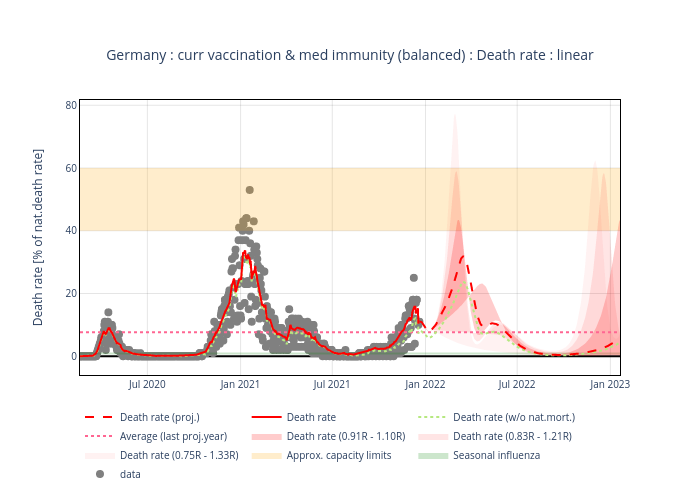 Germany : curr vaccination & med immunity (balanced) : Death rate : linear
Death rate [% of nat.death rate]
80
60
40
20
0
Jul 2020
Jan 2021
Jul 2021
Jan 2022
Jul 2022
Jan 2023
Death rate (proj.)
Death rate
Death rate (w/o nat.mort.)
Average (last proj.year)
Death rate (0.91R - 1.10R)
Death rate (0.83R - 1.21R)
Death rate (0.75R - 1.33R)
Approx. capacity limits
Seasonal influenza
data